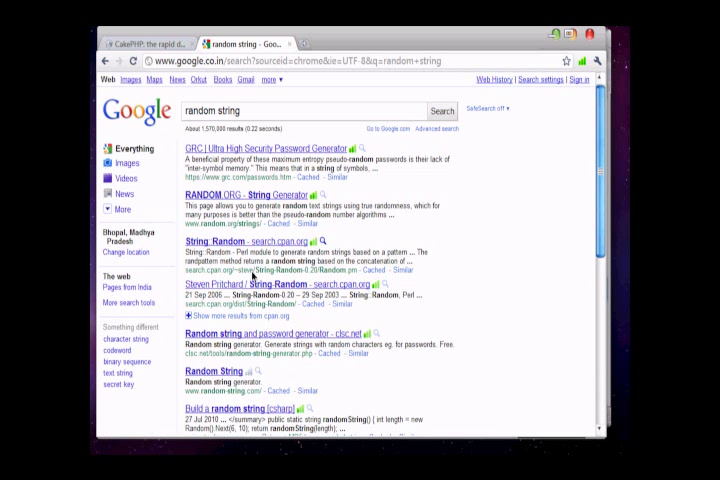 CakePHP: the rapid d...
random string - Goo...
www.google.co.in/search?sourceid=chrome&ie=UTF-8&q=random+string
Web Images Maps News Orkut Books Gmail more ▼
Web History | Search settings | Sign in
Google
random string
Search
SafeSearch off ▼
About 1,570,000 results (0.22 seconds)
Go to Google.com Advanced search
Everything
Images
Videos
News
More
Bhopal, Madhya
Pradesh
Change location
The web
Pages from India
More search tools
Something different
character string
codeword
binary sequence
text string
secret key
GRC | Ultra High Security Password Generator
A beneficial property of these maximum entropy pseudo-random passwords is their lack of
"inter-symbol memory." This means that in a string of symbols, ...
https://www.grc.com/passwords.htm - Cached - Similar
RANDOM.ORG - String Generator
This page allows you to generate random text strings using true randomness, which for
many purposes is better than the pseudo-random number algorithms ...
www.random.org/strings/ - Cached - Similar
String::Random - search.cpan.org
String::Random - Perl module to generate random strings based on a pattern ... The
randpattern method returns a random string based on the concatenation of ...
search.cpan.org/~steve/String-Random-0.20/Random.pm - Cached - Similar
Steven Pritchard / String-Random - search.cpan.org
21 Sep 2006 ... String-Random-0.20 – 29 Sep 2003 ... String::Random, Perl ...
search.cpan.org/dist/String-Random/ - Cached - Similar
Show more results from cpan.org
Random string and password generator - clsc.net
Random string generator. Generate strings with random characters eg. for passwords. Free.
clsc.net/tools/random-string-generator.php - Cached - Similar
Random String
Random string generator.
www.random-string.com/ - Cached - Similar
Build a random string [csharp]
27 Jul 2010 ... </summary> public static string randomString() { int length = new
Random().Next(6, 10); return randomString(length);